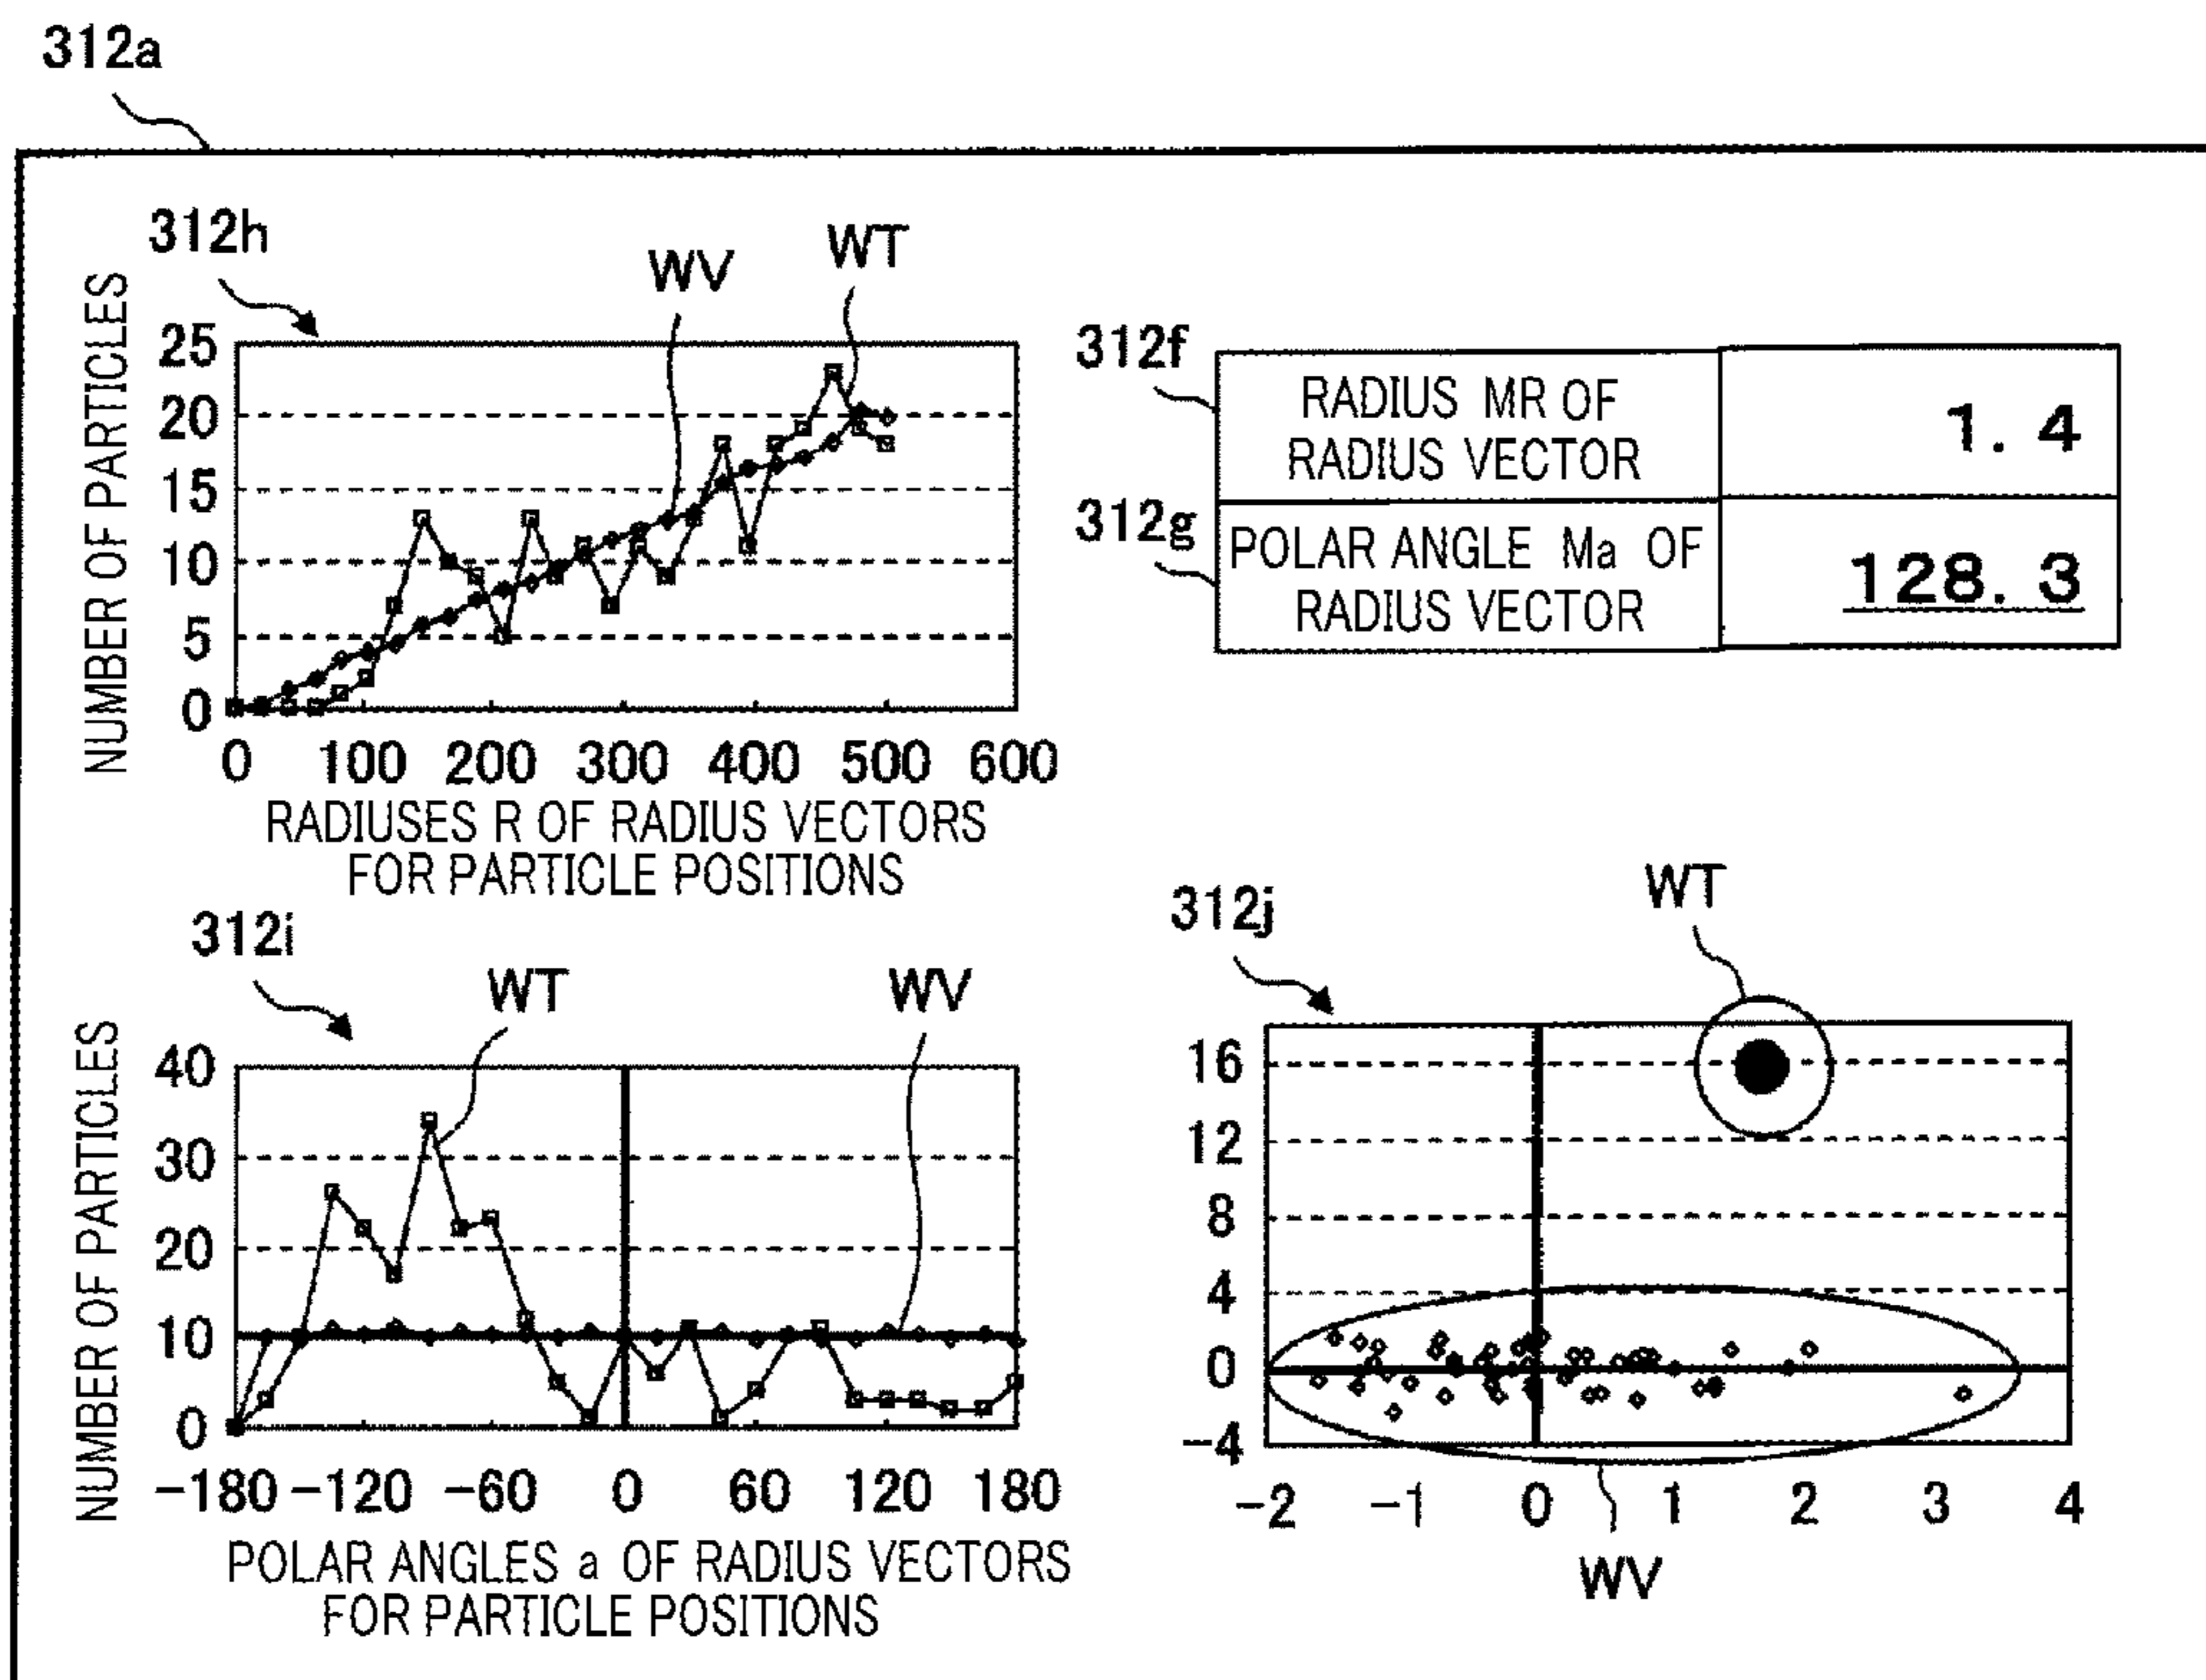 312a
312h
WV
WT
NUMBER OF PARTICLES
25
20
15
10
5
0
0 100 200 300 400 500 600
RADIUSES R OF RADIUS VECTORS
FOR PARTICLE POSITIONS
312f
RADIUS MR OF
RADIUS VECTOR
1. 4
312g
POLAR ANGLE Ma OF
RADIUS VECTOR
128. 3
312i
WT
WV
NUMBER OF PARTICLES
40
30
20
10
0
-180 -120 -60 0 60 120 180
POLAR ANGLES a OF RADIUS VECTORS
FOR PARTICLE POSITIONS
312j
WT
16
12
8
4
0
-4
-2 -1 0 1 2 3 4
WV